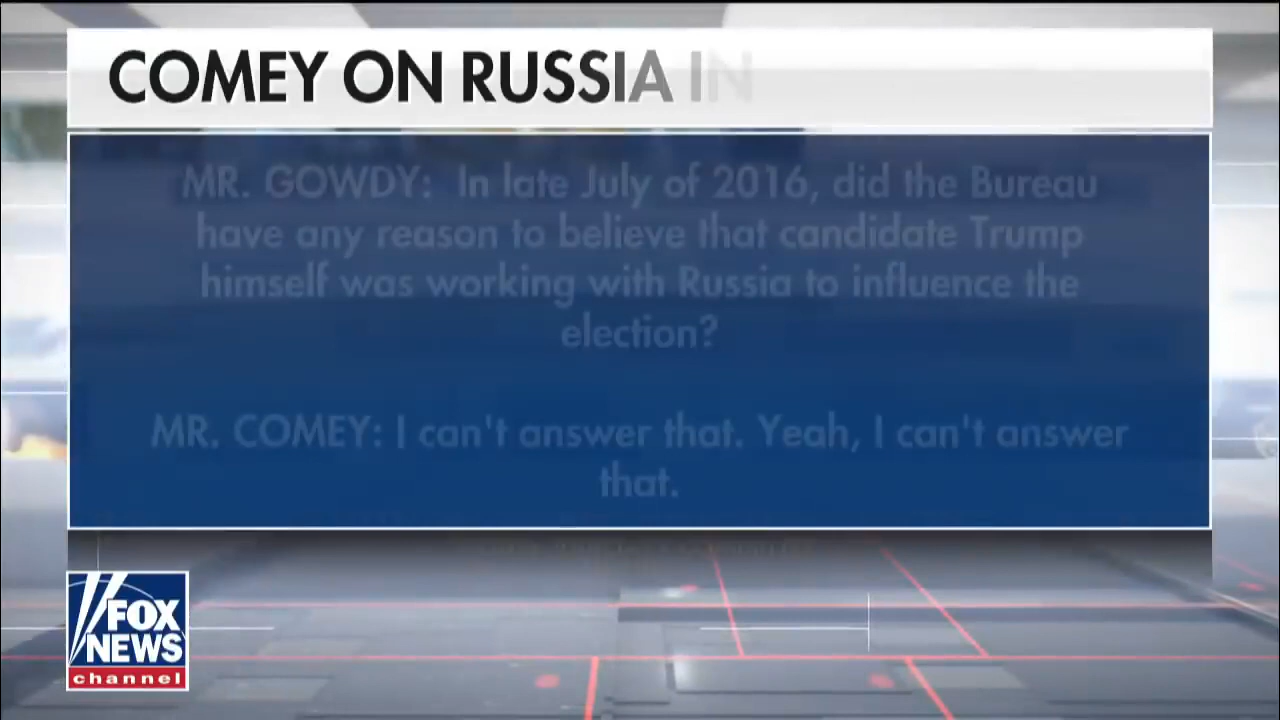 COMEY ON RUSSIA IN
MR. GOWDY: In late July of 2016, did the Bureau
have any reason to believe that candidate Trump
himself was working with Russia to influence the
election?
MR. COMEY: I can't answer that. Yeah, I can't answer
that.
FOX
NEWS
channel